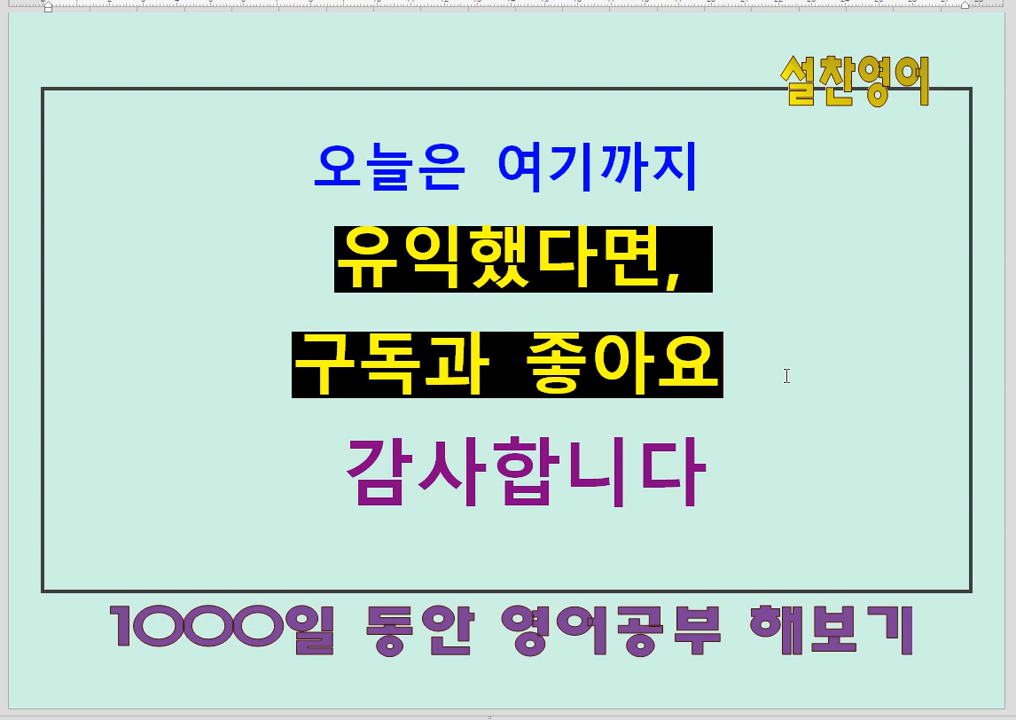 설찬영어
오늘은 여기까지
유익했다면,
구독과 좋아요
감사합니다
1000일 동안 영어공부 해보기